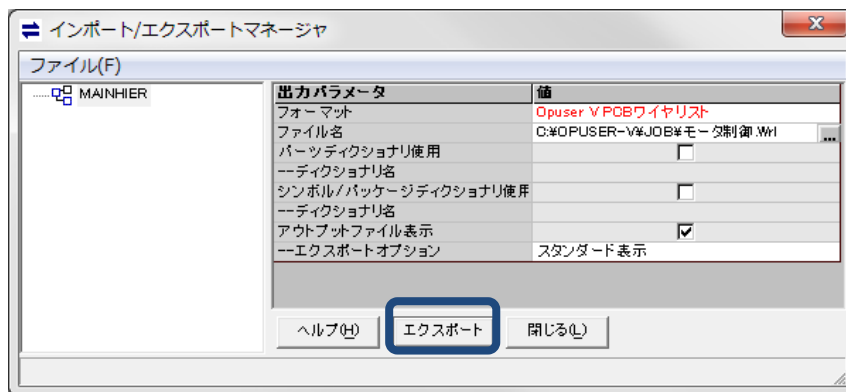 インポート/エクスポートマネージャ
ファイル(F)
MAINHIER
出力パラメータ 値
フォーマット Opuser V PCBワイヤリスト
ファイル名 C:¥OPUSER-V¥JOB¥モータ制御.Wrl ...
パーツディクショナリ使用
--ディクショナリ名
シンボル/パッケージディクショナリ使用
--ディクショナリ名
アウトプットファイル表示
--エクスポートオプション スタンダード表示
ヘルプ(H) エクスポート 閉じる(L)